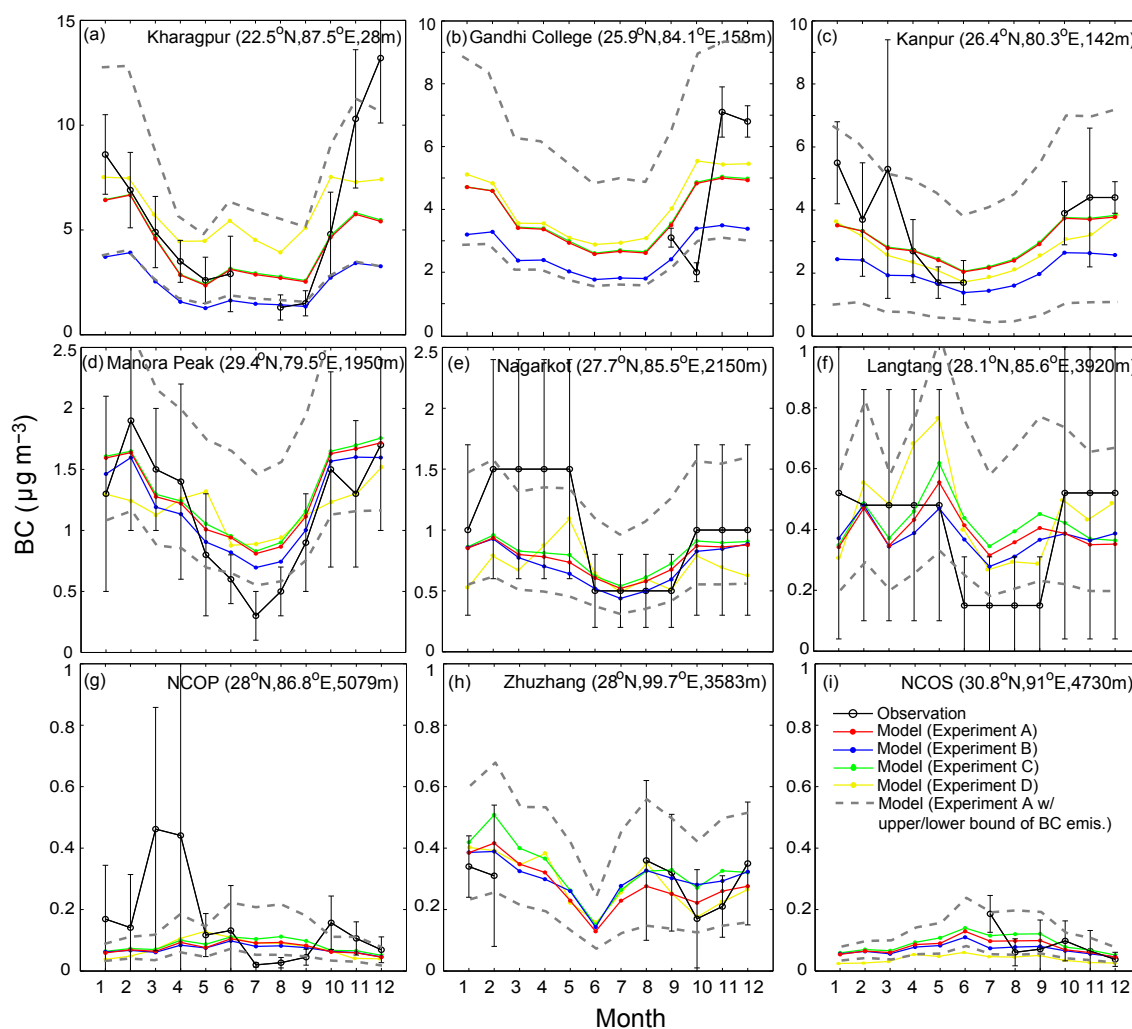 (a) Kharagpur (22.5°N,87.5°E,28m)
15
10
5
0
(b) Gandhi College (25.9°N,84.1°E,158m)
10
8
6
4
2
0
(c) Kanpur (26.4°N,80.3°E,142m)
10
8
6
4
2
0
(d) Manora Peak (29.4°N,79.5°E,1950m)
2.5
2
1.5
1
0.5
0
(e) Nagarkot (27.7°N,85.5°E,2150m)
2.5
2
1.5
1
0.5
0
(f) Langtang (28.1°N,85.6°E,3920m)
1
0.8
0.6
0.4
0.2
0
BC (µg m⁻³)
(g) NCOP (28°N,86.8°E,5079m)
1
0.8
0.6
0.4
0.2
0
1 2 3 4 5 6 7 8 9 10 11 12
(h) Zhuzhang (28°N,99.7°E,3583m)
1
0.8
0.6
0.4
0.2
0
1 2 3 4 5 6 7 8 9 10 11 12
(i) NCOS (30.8°N,91°E,4730m)
1
0.8
0.6
0.4
0.2
0
Observation
Model (Experiment A)
Model (Experiment B)
Model (Experiment C)
Model (Experiment D)
Model (Experiment A w/
upper/lower bound of BC emis.)
1 2 3 4 5 6 7 8 9 10 11 12
Month